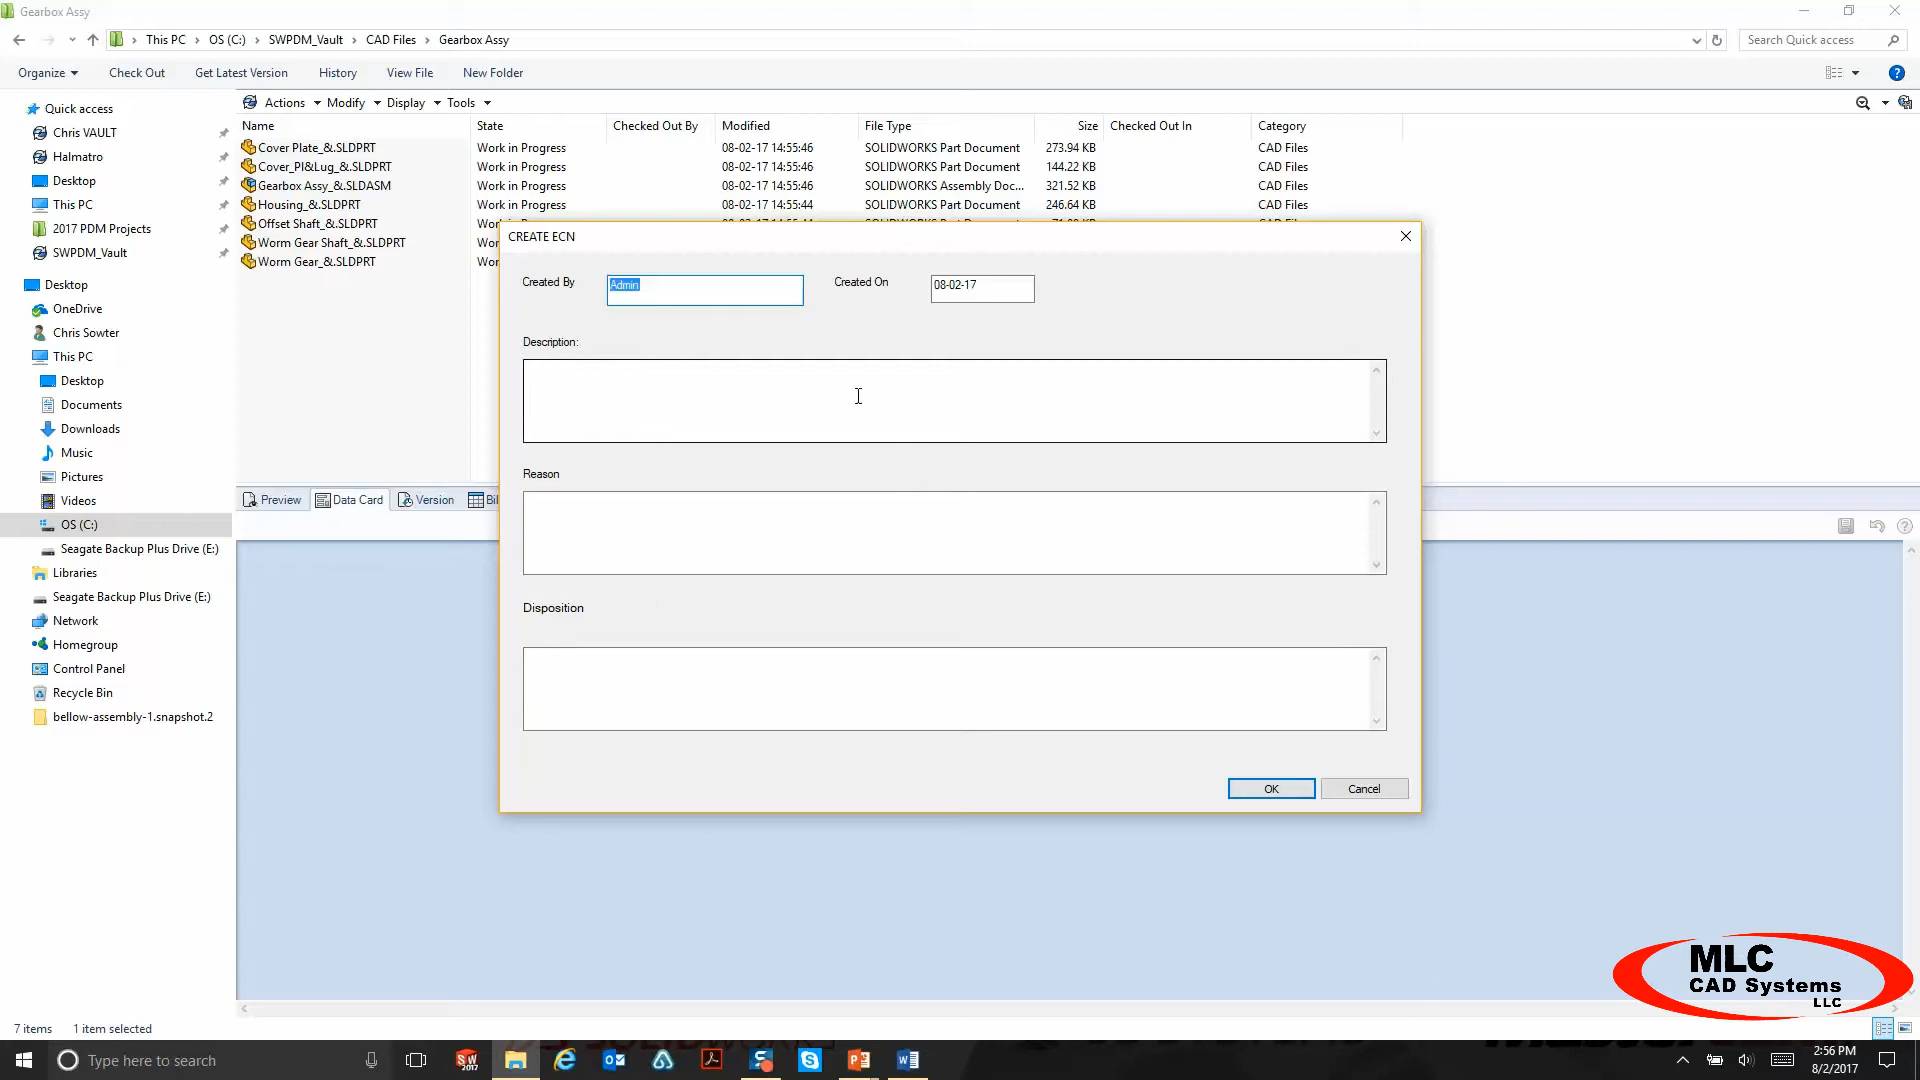 Gearbox Assy
This PC > OS (C:) > SWPDM_Vault > CAD Files > Gearbox Assy
Search Quick access
Organize Check Out Get Latest Version History View File New Folder
Actions Modify Display Tools
Name State Checked Out By Modified File Type Size Checked Out In Category
Cover Plate_&.SLDPRT Work in Progress 08-02-17 14:55:46 SOLIDWORKS Part Document 273.94 KB CAD Files
Cover_Pl&Lug_&.SLDPRT Work in Progress 08-02-17 14:55:46 SOLIDWORKS Part Document 144.22 KB CAD Files
Gearbox Assy_&.SLDASM Work in Progress 08-02-17 14:55:46 SOLIDWORKS Assembly Doc... 321.52 KB CAD Files
Housing_&.SLDPRT Work in Progress 08-02-17 14:55:44 SOLIDWORKS Part Document 246.64 KB CAD Files
Offset Shaft_&.SLDPRT Work in Progress
Worm Gear Shaft_&.SLDPRT Wor
Worm Gear_&.SLDPRT Wor
Quick access
Chris VAULT
Halmatro
Desktop
This PC
2017 PDM Projects
SWPDM_Vault
Desktop
OneDrive
Chris Sowter
This PC
Desktop
Documents
Downloads
Music
Pictures
Videos
OS (C:)
Seagate Backup Plus Drive (E:)
Libraries
Seagate Backup Plus Drive (E:)
Network
Homegroup
Control Panel
Recycle Bin
bellow-assembly-1.snapshot.2
Preview Data Card Version Bil
CREATE ECN
Created By Admin Created On 08-02-17
Description:
Reason
Disposition
OK Cancel
MLC
CAD Systems
LLC
7 items 1 item selected
Type here to search
2:56 PM
8/2/2017